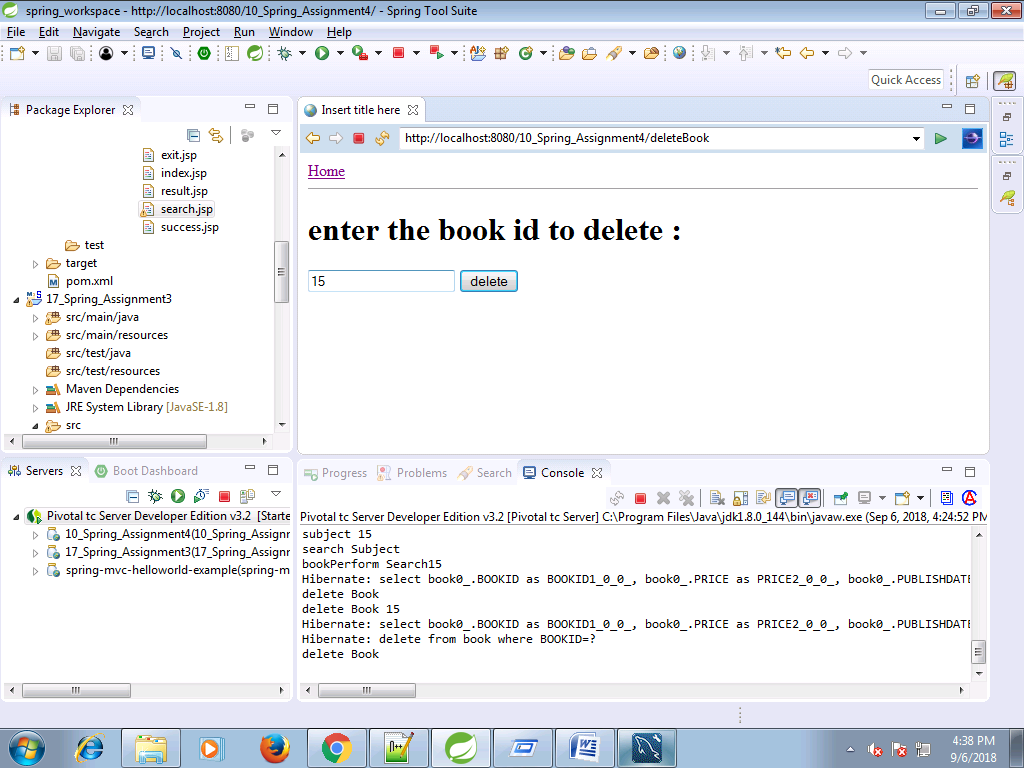 spring_workspace - http://localhost:8080/10_Spring_Assignment4/ - Spring Tool Suite
File Edit Navigate Search Project Run Window Help
Quick Access
Package Explorer
exit.jsp
index.jsp
result.jsp
search.jsp
success.jsp
test
target
pom.xml
17_Spring_Assignment3
src/main/java
src/main/resources
src/test/java
src/test/resources
Maven Dependencies
JRE System Library [JavaSE-1.8]
src
Insert title here
http://localhost:8080/10_Spring_Assignment4/deleteBook
Home
enter the book id to delete :
15 delete
Servers Boot Dashboard
Pivotal tc Server Developer Edition v3.2 [Starte
10_Spring_Assignment4(10_Spring_Assignm
17_Spring_Assignment3(17_Spring_Assignm
spring-mvc-helloworld-example(spring-m
Progress Problems Search Console
Pivotal tc Server Developer Edition v3.2 [Pivotal tc Server] C:\Program Files\Java\jdk1.8.0_144\bin\javaw.exe (Sep 6, 2018, 4:24:52 PM
subject 15
search Subject
bookPerform Search15
Hibernate: select book0_.BOOKID as BOOKID1_0_0_, book0_.PRICE as PRICE2_0_0_, book0_.PUBLISHDATE
delete Book
delete Book 15
Hibernate: select book0_.BOOKID as BOOKID1_0_0_, book0_.PRICE as PRICE2_0_0_, book0_.PUBLISHDATE
Hibernate: delete from book where BOOKID=?
delete Book
4:38 PM
9/6/2018